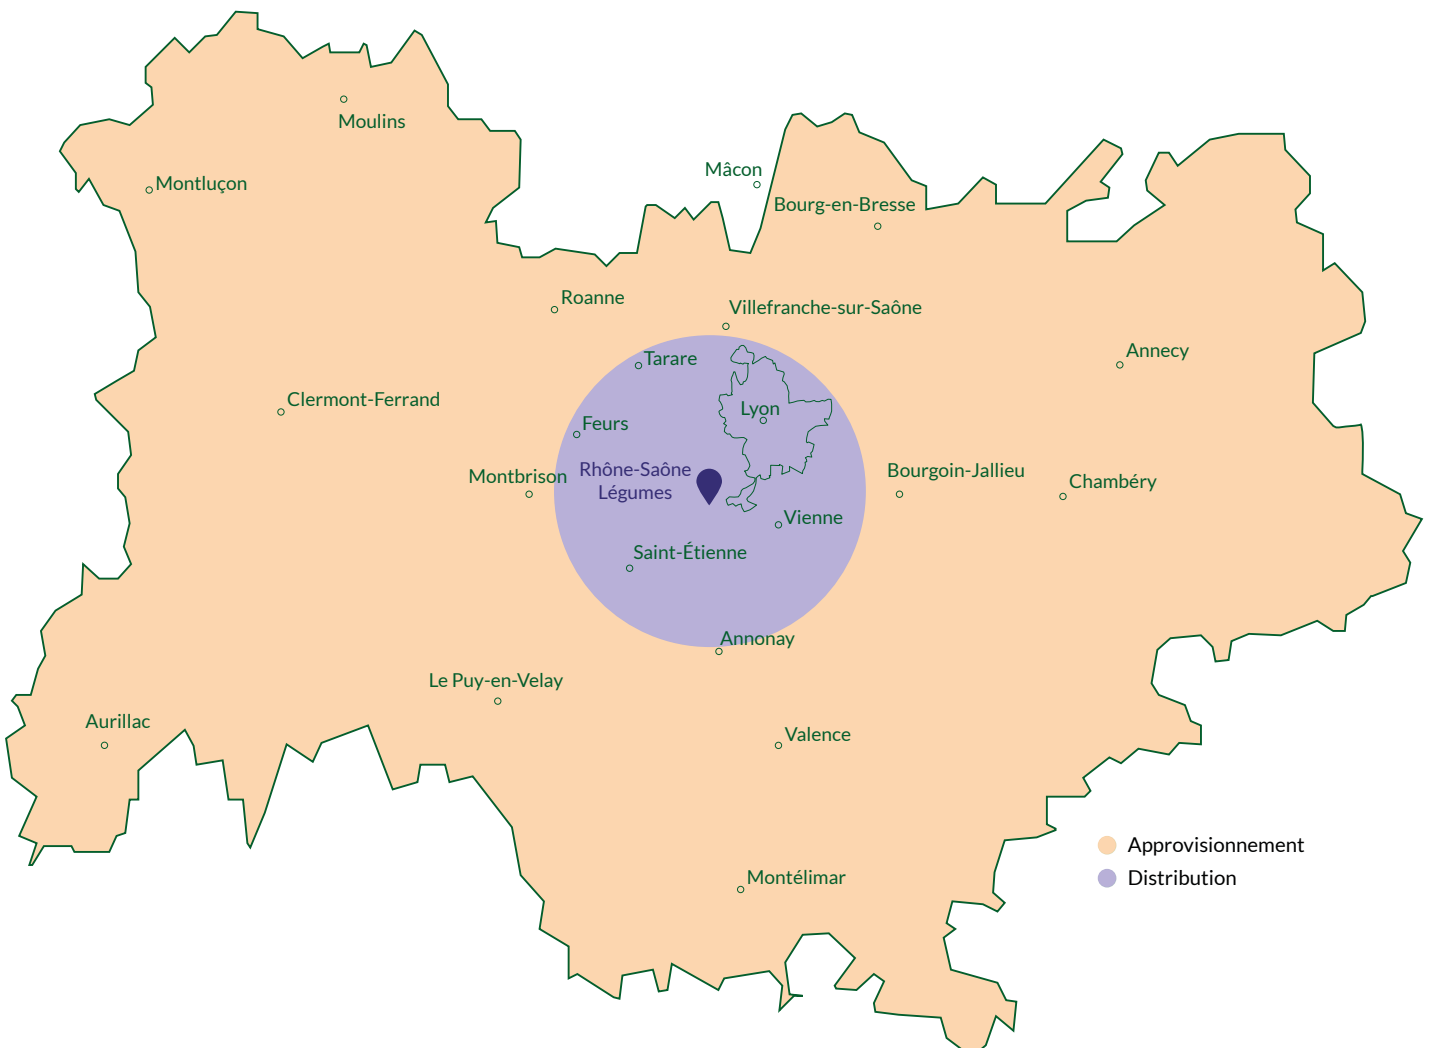 Moulins
Mâcon
Montluçon
Bourg-en-Bresse
Roanne
Villefranche-sur-Saône
Annecy
Tarare
Clermont-Ferrand
Lyon
Feurs
Rhône-Saône
Légumes
Montbrison
Bourgoin-Jallieu
Chambéry
Vienne
Saint-Étienne
Annonay
Le Puy-en-Velay
Aurillac
Valence
Approvisionnement
Distribution
Montélimar